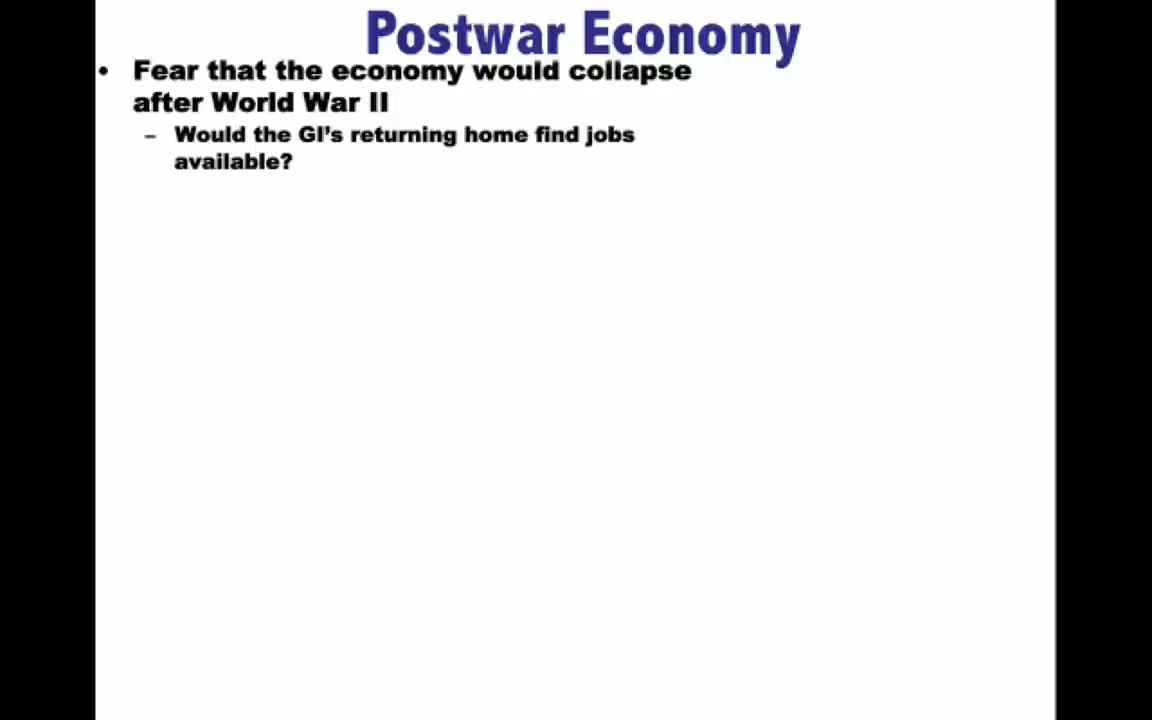 Postwar Economy
• Fear that the economy would collapse
after World War II
– Would the GI's returning home find jobs
available?